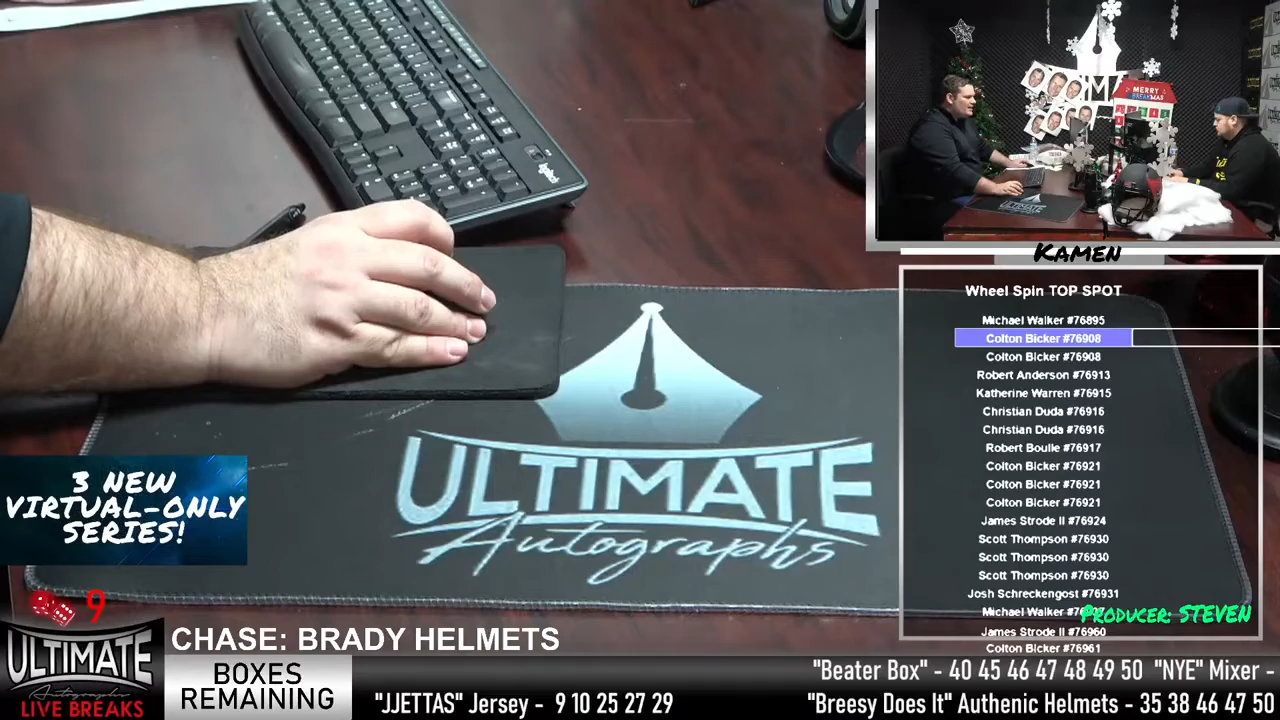 MERRY
BREAKMAS
ULTIMATE
KAMEN
Wheel Spin TOP SPOT
Michael Walker #76895
Colton Bicker #76908
Colton Bicker #76908
Robert Anderson #76913
Katherine Warren #76915
Christian Duda #76916
Christian Duda #76916
Robert Boulle #76917
Colton Bicker #76921
Colton Bicker #76921
Colton Bicker #76921
James Strode II #76924
Scott Thompson #76930
Scott Thompson #76930
Scott Thompson #76930
Josh Schreckengost #76931
Michael Walker
PRODUCER: STEVEN
James Strode II #76960
Colton Bicker #76961
logitech
ULTIMATE
Autographs
3 NEW
VIRTUAL-ONLY
SERIES!
9
ULTIMATE
Autographs
LIVE BREAKS
CHASE: BRADY HELMETS
BOXES
REMAINING
"Beater Box" - 40 45 46 47 48 49 50 "NYE" Mixer -
"JJETTAS" Jersey - 9 10 25 27 29
"Breesy Does It" Authenic Helmets - 35 38 46 47 50